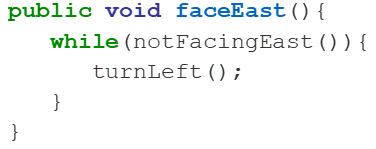 public void faceEast(){
   while(notFacingEast()){
      turnLeft();
   }
}